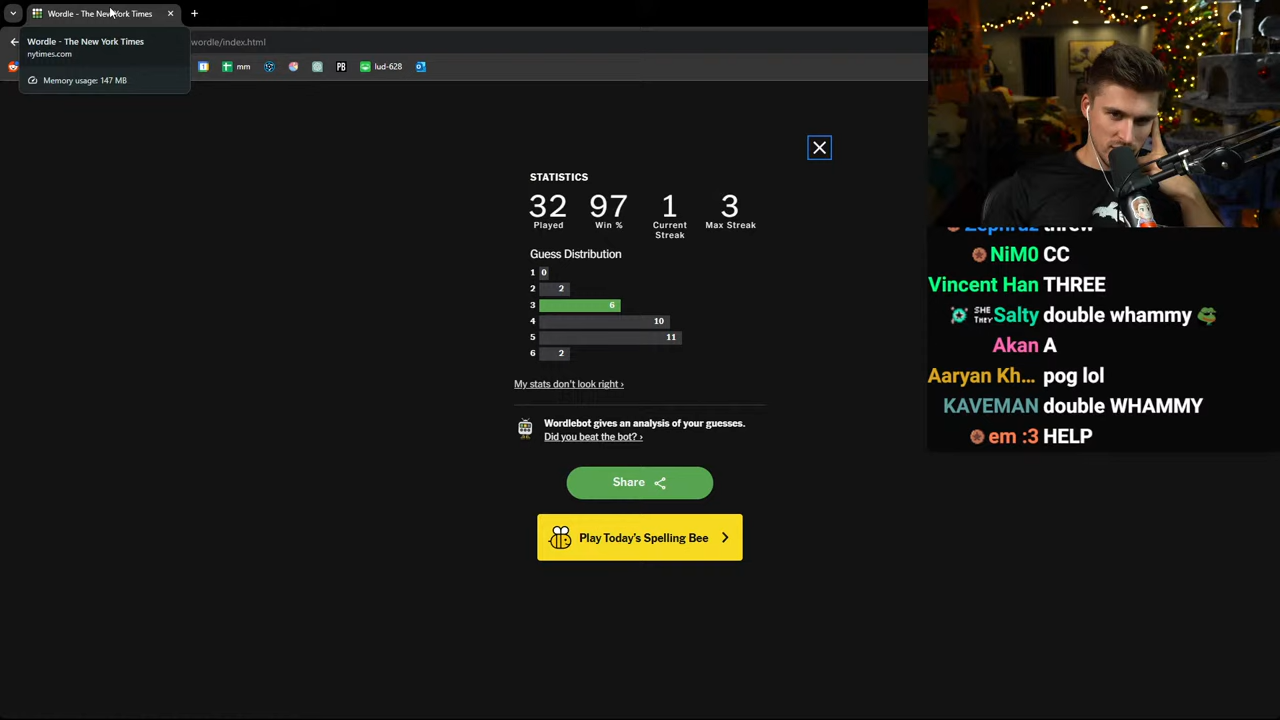 Wordle - The New York Times
Wordle - The New York Times
nytimes.com
Memory usage: 147 MB
wordle/index.html
mm
PB
lud-628
STATISTICS
32 97 1 3
Played Win % Current Streak Max Streak
Guess Distribution
1 0
2 2
3 6
4 10
5 11
6 2
My stats don't look right ›
Wordlebot gives an analysis of your guesses.
Did you beat the bot? ›
Share
Play Today's Spelling Bee
threw
NiM0 CC
Vincent Han THREE
SHE THEY Salty double whammy
Akan A
Aaryan Kh... pog lol
KAVEMAN double WHAMMY
em :3 HELP